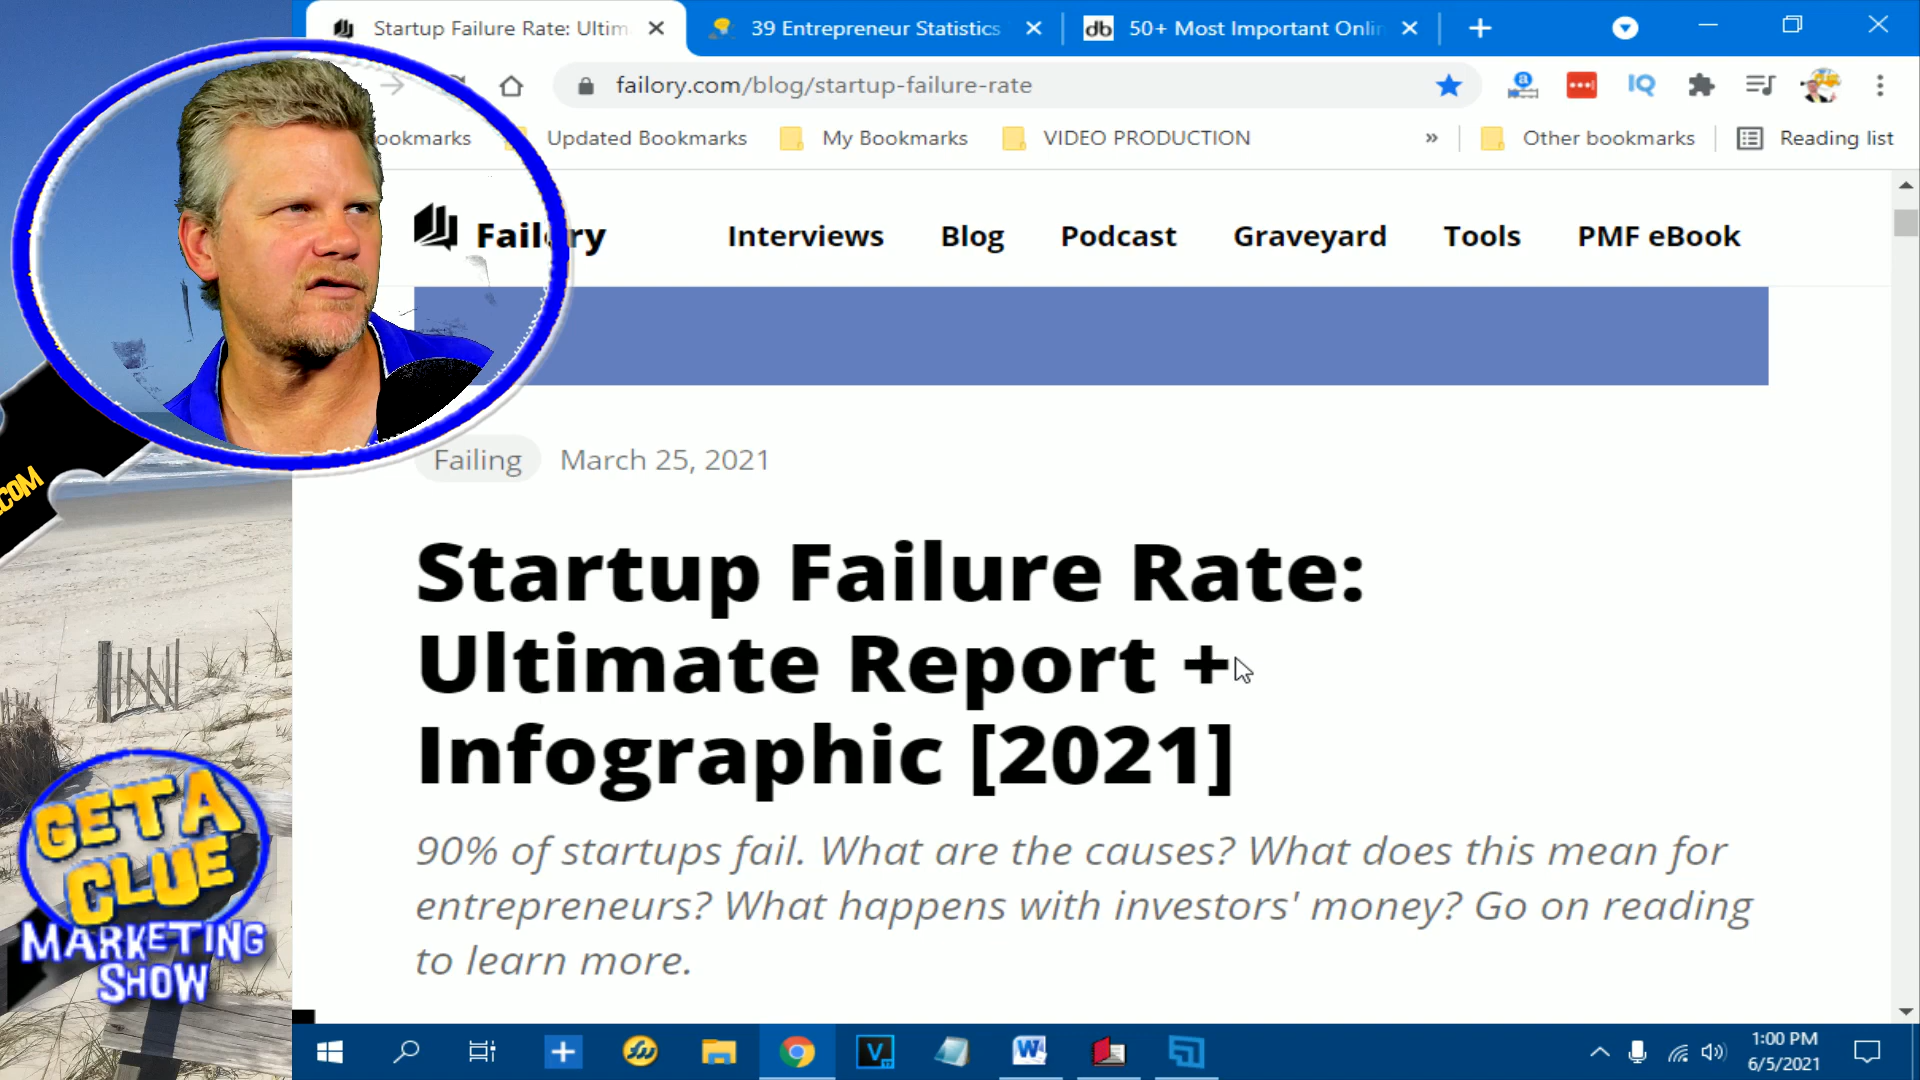 Startup Failure Rate: Ultim
39 Entrepreneur Statistics
db 50+ Most Important Onlin
failory.com/blog/startup-failure-rate
IQ
ookmarks Updated Bookmarks My Bookmarks VIDEO PRODUCTION » Other bookmarks Reading list
Failory Interviews Blog Podcast Graveyard Tools PMF eBook
Failing March 25, 2021
.COM
Startup Failure Rate:
Ultimate Report +
Infographic [2021]
90% of startups fail. What are the causes? What does this mean for
entrepreneurs? What happens with investors' money? Go on reading
to learn more.
GET A
CLUE
MARKETING
SHOW
1:00 PM
6/5/2021